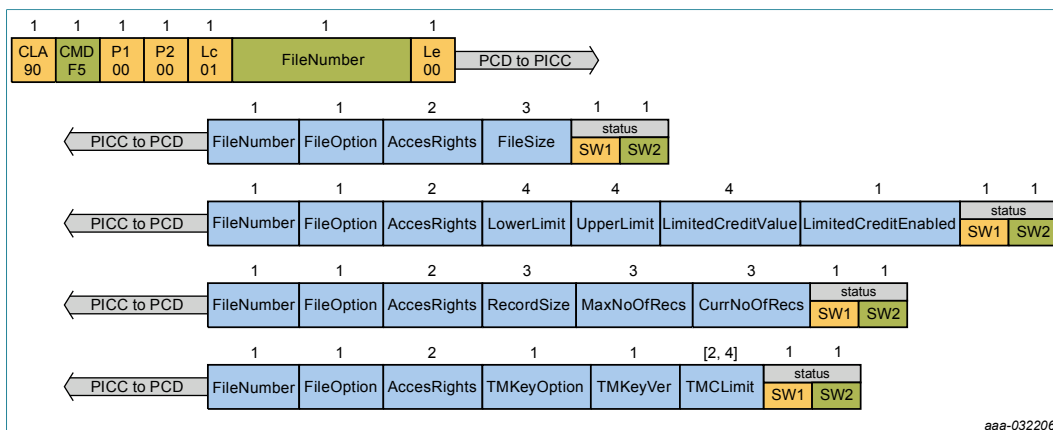 1 1 1 1 1 1 1
CLA CMD P1 P2 Lc FileNumber Le
90 F5 00 00 01 00
PCD to PICC
1 1 2 3 1 1
PICC to PCD FileNumber FileOption AccesRights FileSize status
SW1 SW2
1 1 2 4 4 4 1 1 1
PICC to PCD FileNumber FileOption AccesRights LowerLimit UpperLimit LimitedCreditValue LimitedCreditEnabled status
SW1 SW2
1 1 2 3 3 3 1 1
PICC to PCD FileNumber FileOption AccesRights RecordSize MaxNoOfRecs CurrNoOfRecs status
SW1 SW2
1 1 2 1 1 [2, 4] 1 1
PICC to PCD FileNumber FileOption AccesRights TMKeyOption TMKeyVer TMCLimit status
SW1 SW2
aaa-032206